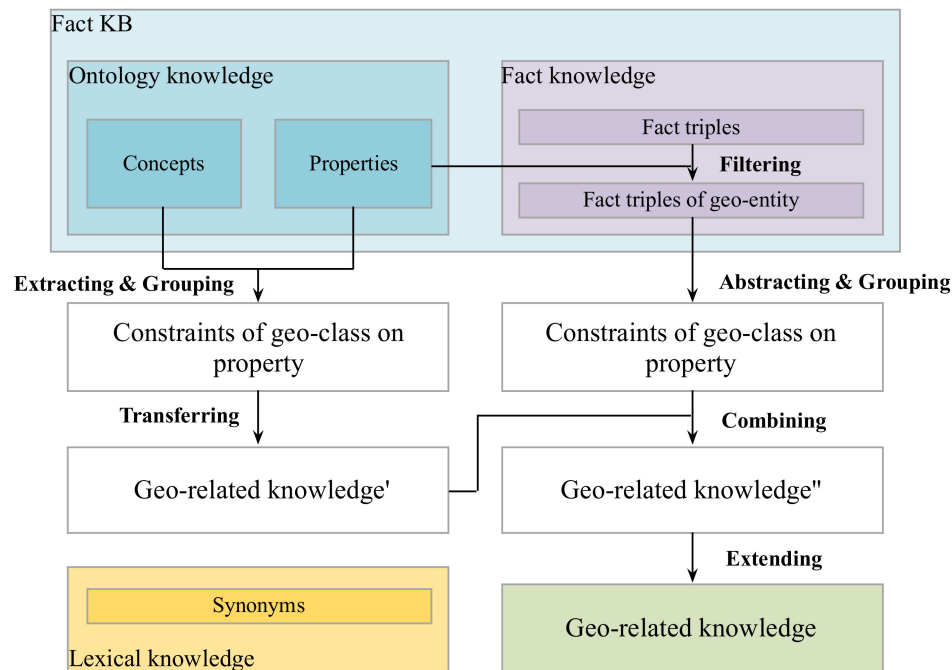 Fact KB
Ontology knowledge
Fact knowledge
Concepts
Properties
Fact triples
Filtering
Fact triples of geo-entity
Extracting & Grouping
Abstracting & Grouping
Constraints of geo-class on
property
Constraints of geo-class on
property
Transferring
Combining
Geo-related knowledge'
Geo-related knowledge"
Extending
Synonyms
Lexical knowledge
Geo-related knowledge